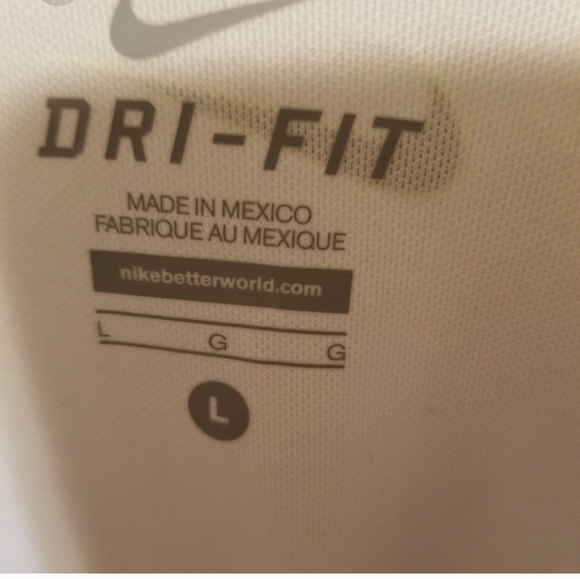 DRI-FIT
MADE IN MEXICO
FABRIQUE AU MEXIQUE
nikebetterworld.com
L G G
L